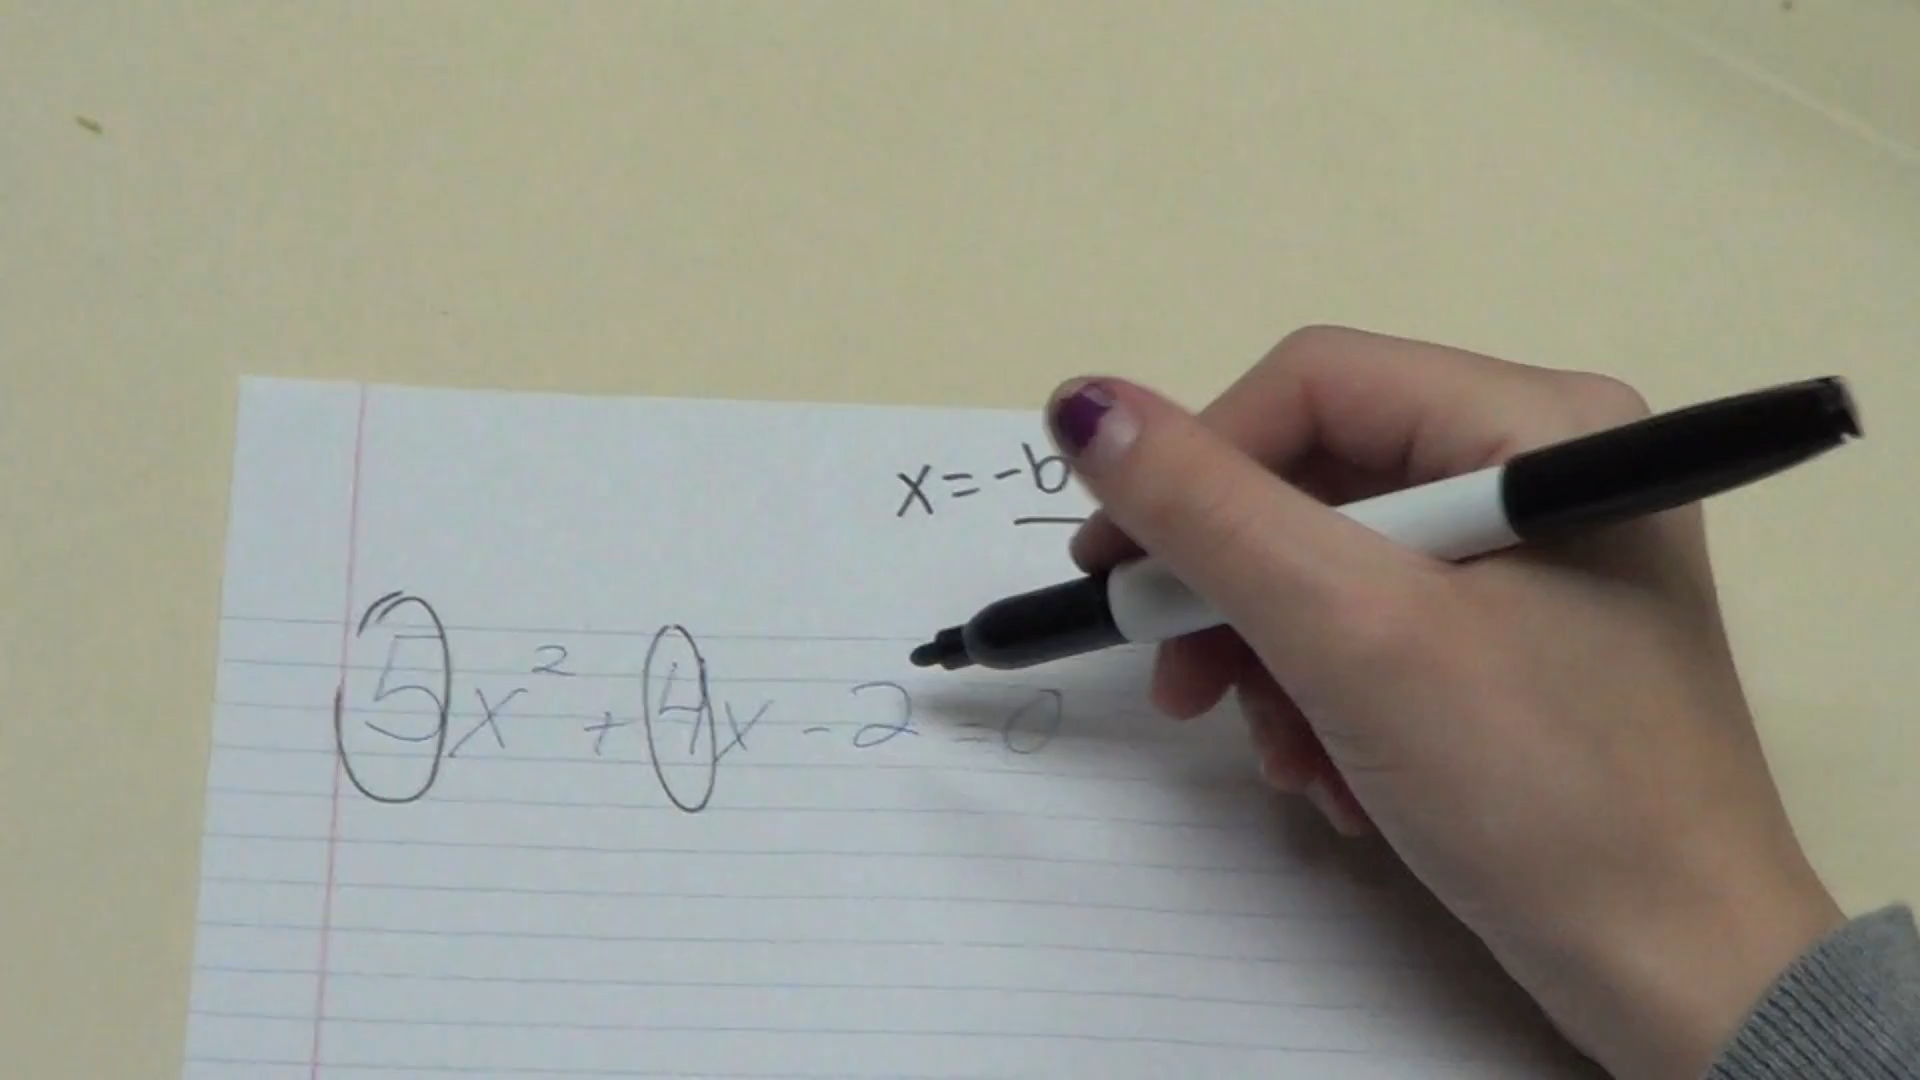 x = -b
5x² + 4x - 2 = 0